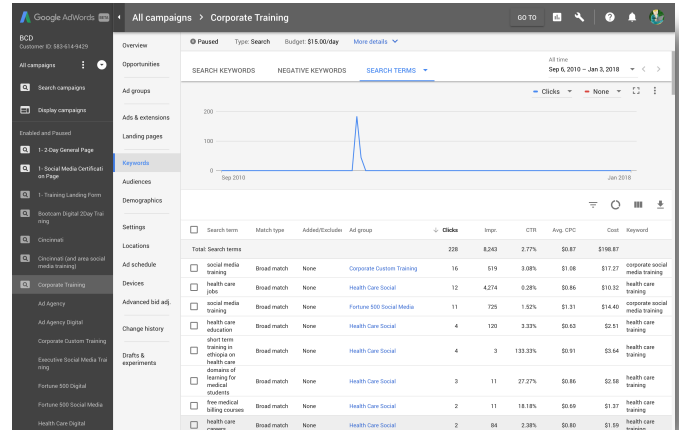 Google AdWords
All campaigns > Corporate Training
GO TO
BCD
Customer ID: 583-614-9429
All campaigns
Search campaigns
Display campaigns
Enabled and Paused
1- 2-Day General Page
1- Social Media Certificati
on Page
1- Training Landing Form
Bootcam Digital 2Day Trai
ning
Cincinnati
Cincinnati (and area social
media training)
Corporate Training
Ad Agency
Ad Agency Digital
Corporate Custom Training
Executive Social Media Trai
ning
Fortune 500 Digital
Fortune 500 Social Media
Health Care Digital
Overview
Opportunities
Ad groups
Ads & extensions
Landing pages
Keywords
Audiences
Demographics
Settings
Locations
Ad schedule
Devices
Advanced bid adj.
Change history
Drafts &
experiments
Paused Type: Search Budget: $15.00/day More details
SEARCH KEYWORDS NEGATIVE KEYWORDS SEARCH TERMS
All time
Sep 6, 2010 – Jan 3, 2018
Clicks None
200
100
0
Sep 2010 Jan 2018
Search term Match type Added/Excluded Ad group Clicks Impr. CTR Avg. CPC Cost Keyword
Total: Search terms 228 8,243 2.77% $0.87 $198.87
social media
training Broad match None Corporate Custom Training 16 519 3.08% $1.08 $17.27 corporate social
media training
health care
jobs Broad match None Health Care Social 12 4,274 0.28% $0.86 $10.32 health care
training
social media
training Broad match None Fortune 500 Social Media 11 725 1.52% $1.31 $14.40 corporate social
media training
health care
education Broad match None Health Care Social 4 120 3.33% $0.63 $2.51 health care
training
short term
training in
ethiopia on
health care Broad match None Health Care Social 4 3 133.33% $0.91 $3.64 health care
training
domains of
learning for
medical
students Broad match None Health Care Social 3 11 27.27% $0.86 $2.58 health care
training
free medical
billing courses Broad match None Health Care Social 2 11 18.18% $0.69 $1.37 health care
training
health care
careers Broad match None Health Care Social 2 84 2.38% $0.80 $1.59 health care
training